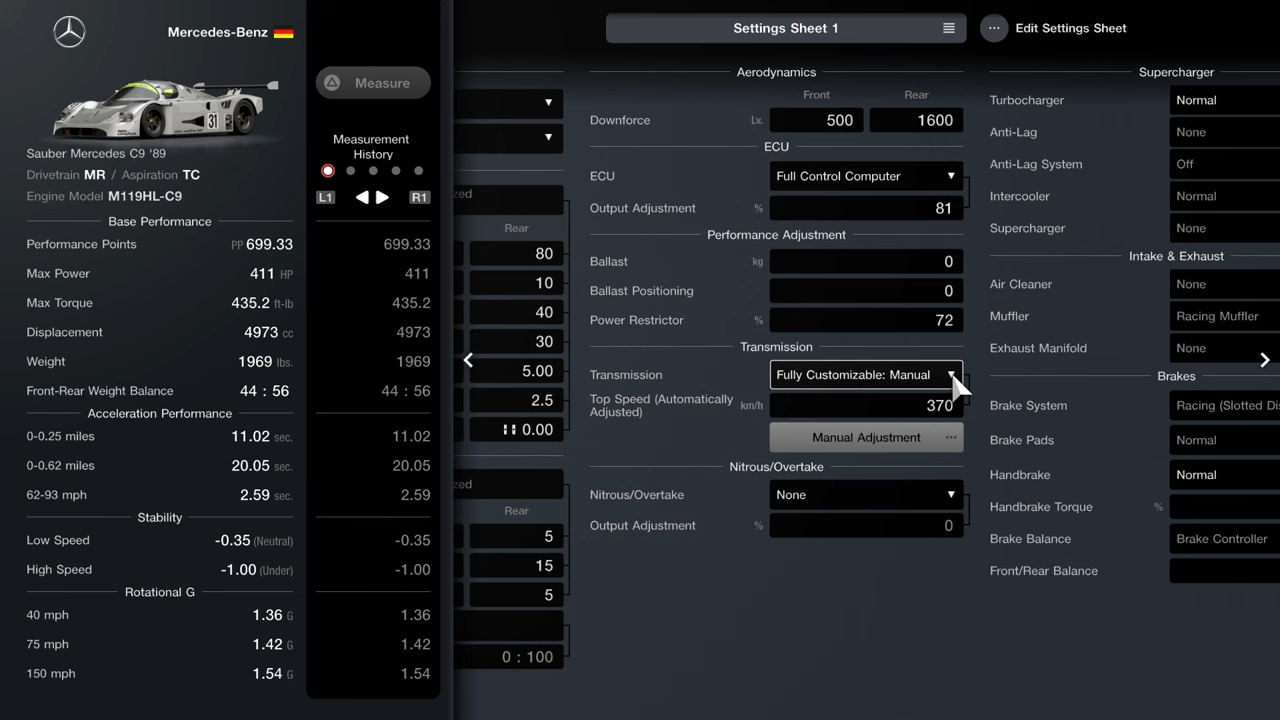 Mercedes-Benz
Sauber Mercedes C9 '89
Drivetrain MR / Aspiration TC
Engine Model M119HL-C9
Base Performance
Performance Points PP 699.33
Max Power 411 HP
Max Torque 435.2 ft-lb
Displacement 4973 cc
Weight 1969 lbs.
Front-Rear Weight Balance 44 : 56
Acceleration Performance
0-0.25 miles 11.02 sec.
0-0.62 miles 20.05 sec.
62-93 mph 2.59 sec.
Stability
Low Speed -0.35 (Neutral)
High Speed -1.00 (Under)
Rotational G
40 mph 1.36 G
75 mph 1.42 G
150 mph 1.54 G
Measure
Measurement
History
L1 R1
699.33
411
435.2
4973
1969
44 : 56
11.02
20.05
2.59
-0.35
-1.00
1.36
1.42
1.54
Rear
80
10
40
30
5.00
2.5
0.00
Rear
5
15
5
0 : 100
Settings Sheet 1
Edit Settings Sheet
Aerodynamics
Front Rear
Downforce Lv. 500 1600
ECU
ECU Full Control Computer
Output Adjustment % 81
Performance Adjustment
Ballast kg 0
Ballast Positioning 0
Power Restrictor % 72
Transmission
Transmission Fully Customizable: Manual
Top Speed (Automatically
Adjusted) km/h 370
Manual Adjustment
Nitrous/Overtake
Nitrous/Overtake None
Output Adjustment % 0
Supercharger
Turbocharger Normal
Anti-Lag None
Anti-Lag System Off
Intercooler Normal
Supercharger None
Intake & Exhaust
Air Cleaner None
Muffler Racing Muffler
Exhaust Manifold None
Brakes
Brake System Racing (Slotted Di
Brake Pads Normal
Handbrake Normal
Handbrake Torque %
Brake Balance Brake Controller
Front/Rear Balance